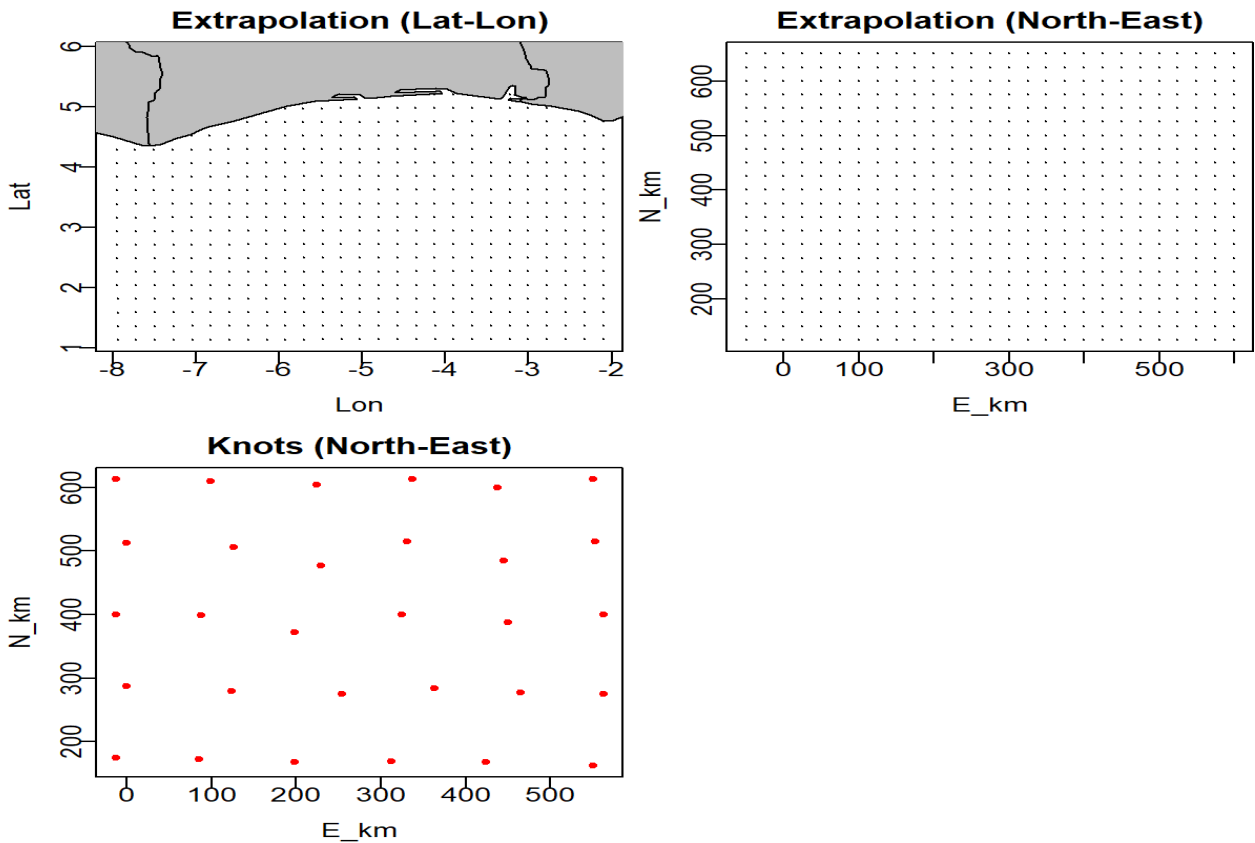 Extrapolation (Lat-Lon)
Lat
6
5
4
3
2
1
-8 -7 -6 -5 -4 -3 -2
Lon
Extrapolation (North-East)
N_km
600
500
400
300
200
0 100 300 500
E_km
Knots (North-East)
N_km
600
500
400
300
200
0 100 200 300 400 500
E_km